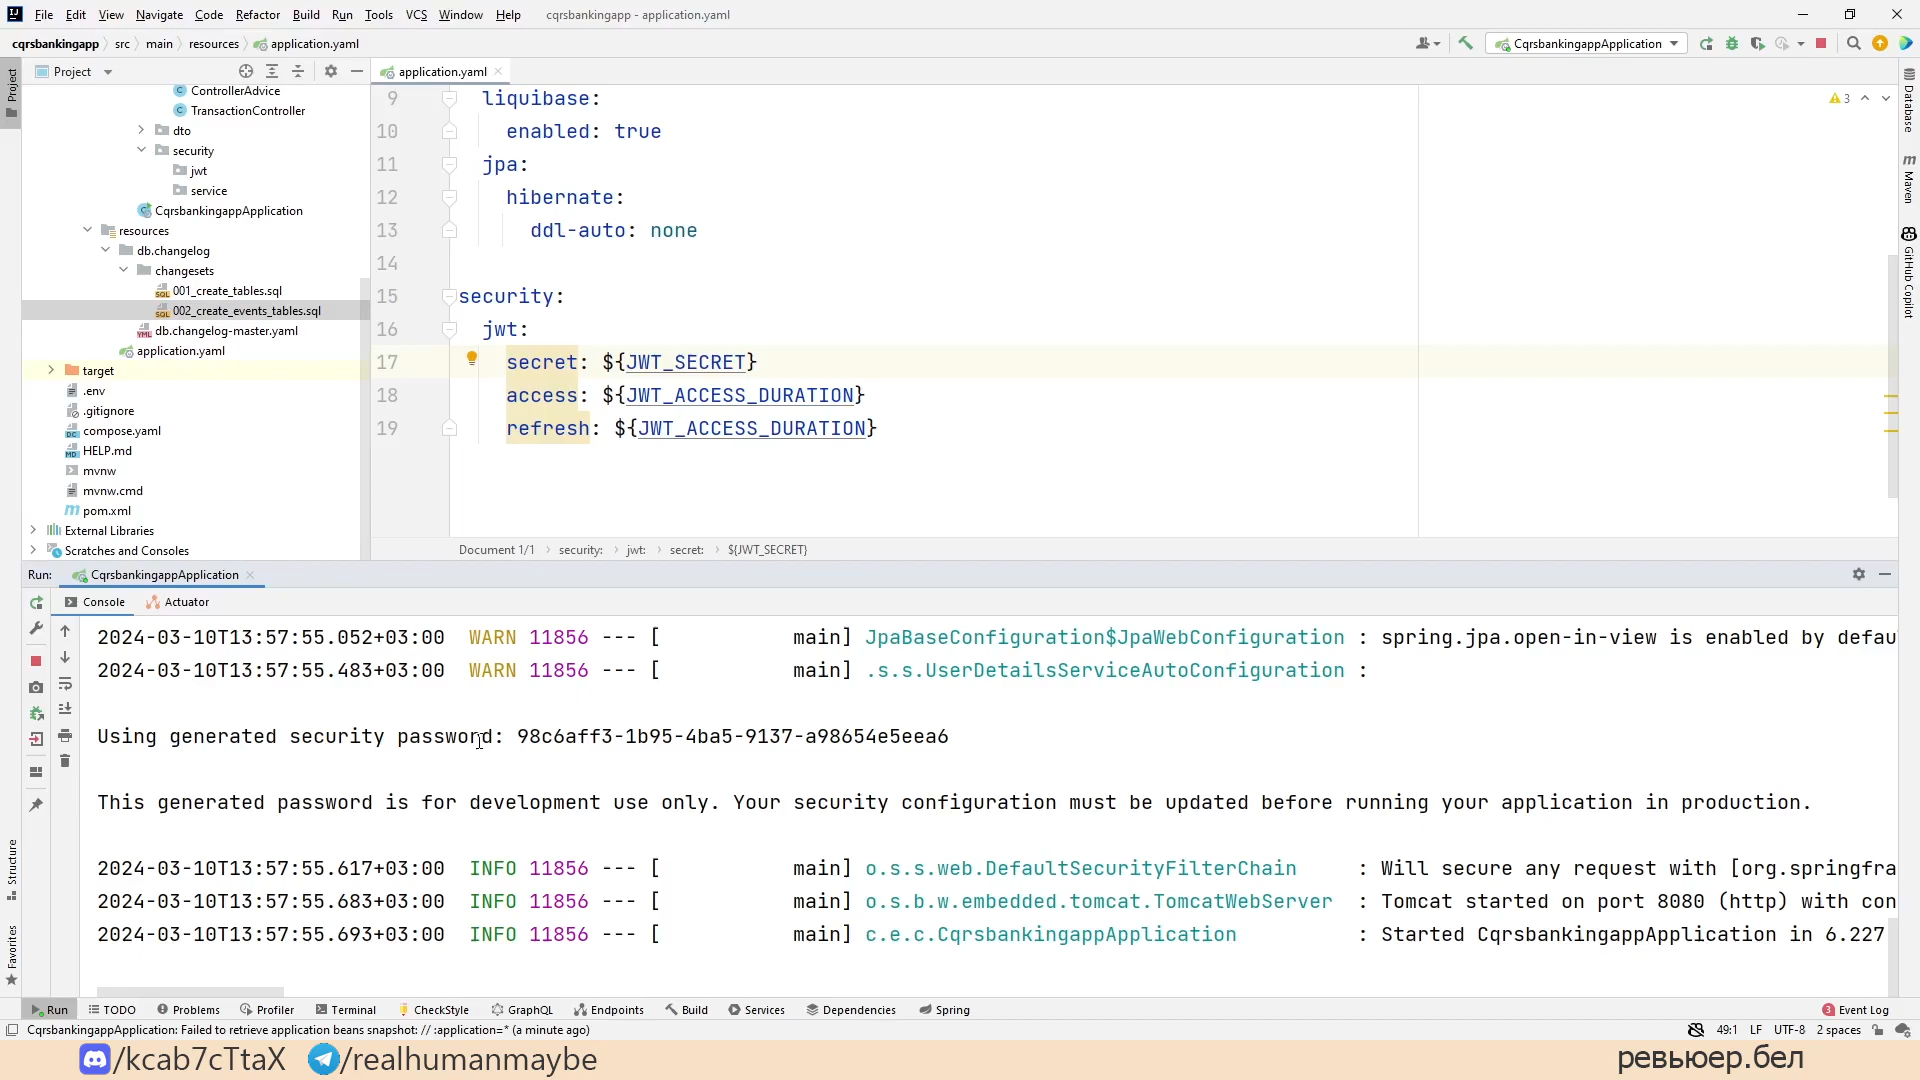 File Edit View Navigate Code Refactor Build Run Tools VCS Window Help cqrsbankingapp - application.yaml
cqrsbankingapp src main resources application.yaml CqrsbankingappApplication
Project Project application.yaml
ControllerAdvice
TransactionController
dto
security
jwt
service
CqrsbankingappApplication
resources
db.changelog
changesets
001_create_tables.sql
002_create_events_tables.sql
db.changelog-master.yaml
application.yaml
target
.env
.gitignore
compose.yaml
HELP.md
mvnw
mvnw.cmd
pom.xml
External Libraries
Scratches and Consoles
9 liquibase: 3
10 enabled: true
11 jpa:
12 hibernate:
13 ddl-auto: none
14
15 security:
16 jwt:
17 secret: ${JWT_SECRET}
18 access: ${JWT_ACCESS_DURATION}
19 refresh: ${JWT_ACCESS_DURATION}
Document 1/1 security: jwt: secret: ${JWT_SECRET}
Database
Maven
GitHub Copilot
Run: CqrsbankingappApplication
Console Actuator
2024-03-10T13:57:55.052+03:00 WARN 11856 --- [ main] JpaBaseConfiguration$JpaWebConfiguration : spring.jpa.open-in-view is enabled by defau
2024-03-10T13:57:55.483+03:00 WARN 11856 --- [ main] .s.s.UserDetailsServiceAutoConfiguration :
Using generated security password: 98c6aff3-1b95-4ba5-9137-a98654e5eea6
This generated password is for development use only. Your security configuration must be updated before running your application in production.
2024-03-10T13:57:55.617+03:00 INFO 11856 --- [ main] o.s.s.web.DefaultSecurityFilterChain : Will secure any request with [org.springfra
2024-03-10T13:57:55.683+03:00 INFO 11856 --- [ main] o.s.b.w.embedded.tomcat.TomcatWebServer : Tomcat started on port 8080 (http) with con
2024-03-10T13:57:55.693+03:00 INFO 11856 --- [ main] c.e.c.CqrsbankingappApplication : Started CqrsbankingappApplication in 6.227
Structure
Favorites
Run TODO Problems Profiler Terminal CheckStyle GraphQL Endpoints Build Services Dependencies Spring 3 Event Log
CqrsbankingappApplication: Failed to retrieve application beans snapshot: // :application=* (a minute ago) 49:1 LF UTF-8 2 spaces
/kcab7cTtaX /realhumanmaybe ревьюер.бел